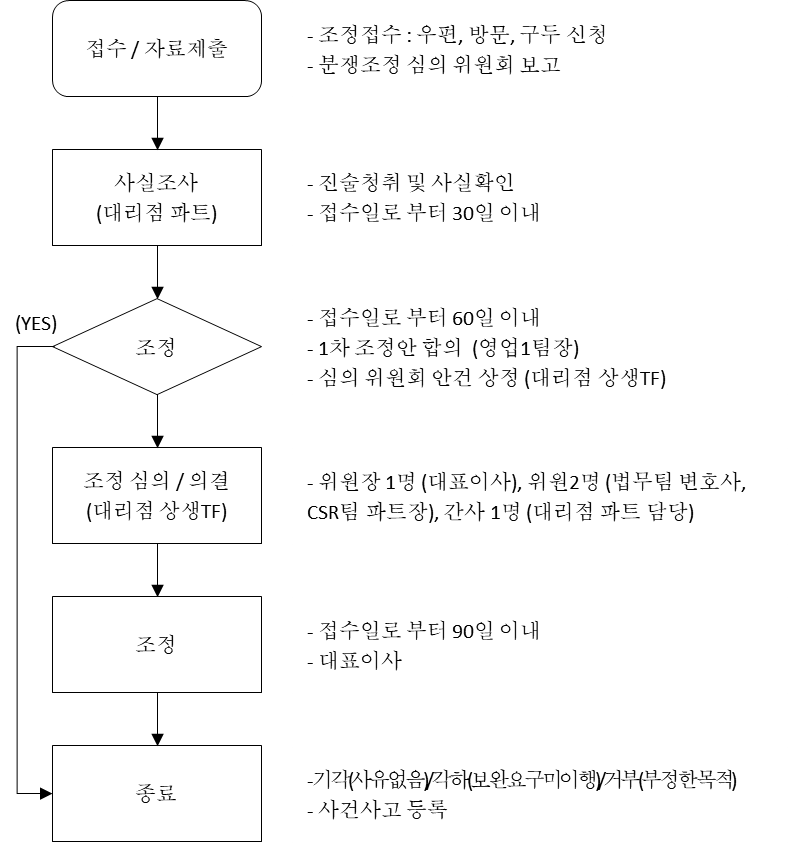 접수 / 자료제출
- 조정접수 : 우편, 방문, 구두 신청
- 분쟁조정 심의 위원회 보고
사실조사
(대리점 파트)
- 진술청취 및 사실확인
- 접수일로 부터 30일 이내
(YES)
조정
- 접수일로 부터 60일 이내
- 1차 조정안 합의 (영업1팀장)
- 심의 위원회 안건 상정 (대리점 상생TF)
조정 심의 / 의결
(대리점 상생TF)
- 위원장 1명 (대표이사), 위원2명 (법무팀 변호사,
CSR팀 파트장), 간사 1명 (대리점 파트 담당)
조정
- 접수일로 부터 90일 이내
- 대표이사
종료
-기각(사유없음)/각하(보완요구미이행)/거부(부정한목적)
- 사건사고 등록